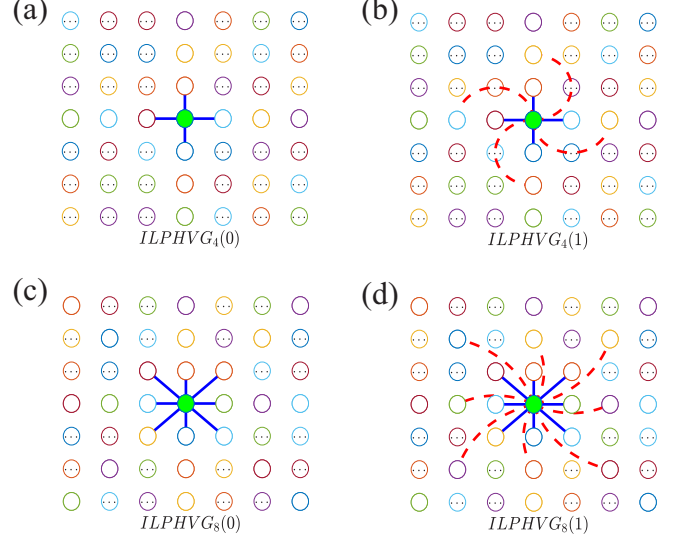 (a)
(b)
ILPHVG₄(0)
ILPHVG₄(1)
(c)
(d)
ILPHVG₈(0)
ILPHVG₈(1)